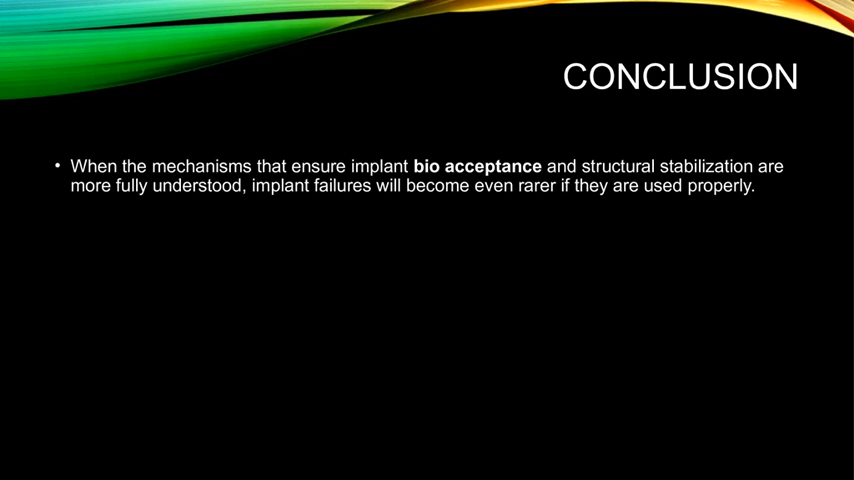 CONCLUSION
• When the mechanisms that ensure implant bio acceptance and structural stabilization are
more fully understood, implant failures will become even rarer if they are used properly.